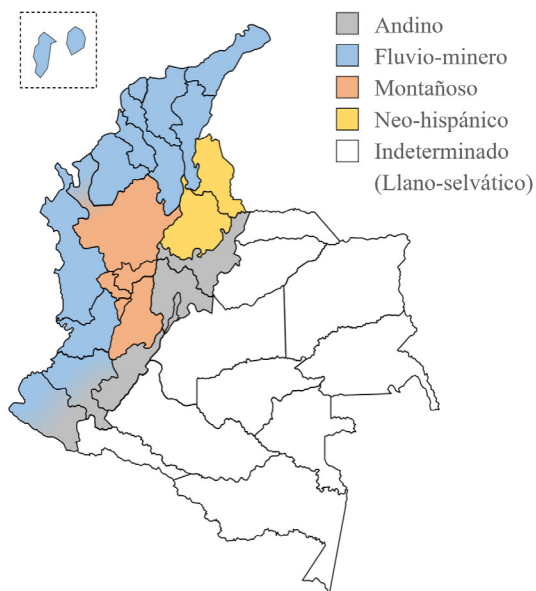 Andino
Fluvio-minero
Montañoso
Neo-hispánico
Indeterminado
(Llano-selvático)